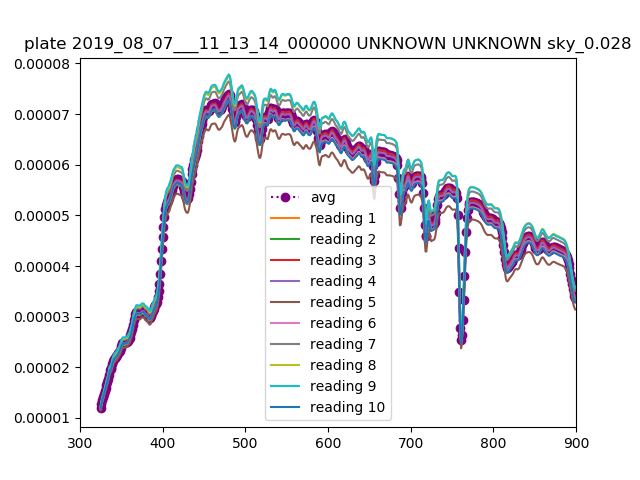 plate 2019_08_07___11_13_14_000000 UNKNOWN UNKNOWN sky_0.028
0.00008
0.00007
0.00006
0.00005
0.00004
0.00003
0.00002
0.00001
avg
reading 1
reading 2
reading 3
reading 4
reading 5
reading 6
reading 7
reading 8
reading 9
reading 10
300 400 500 600 700 800 900